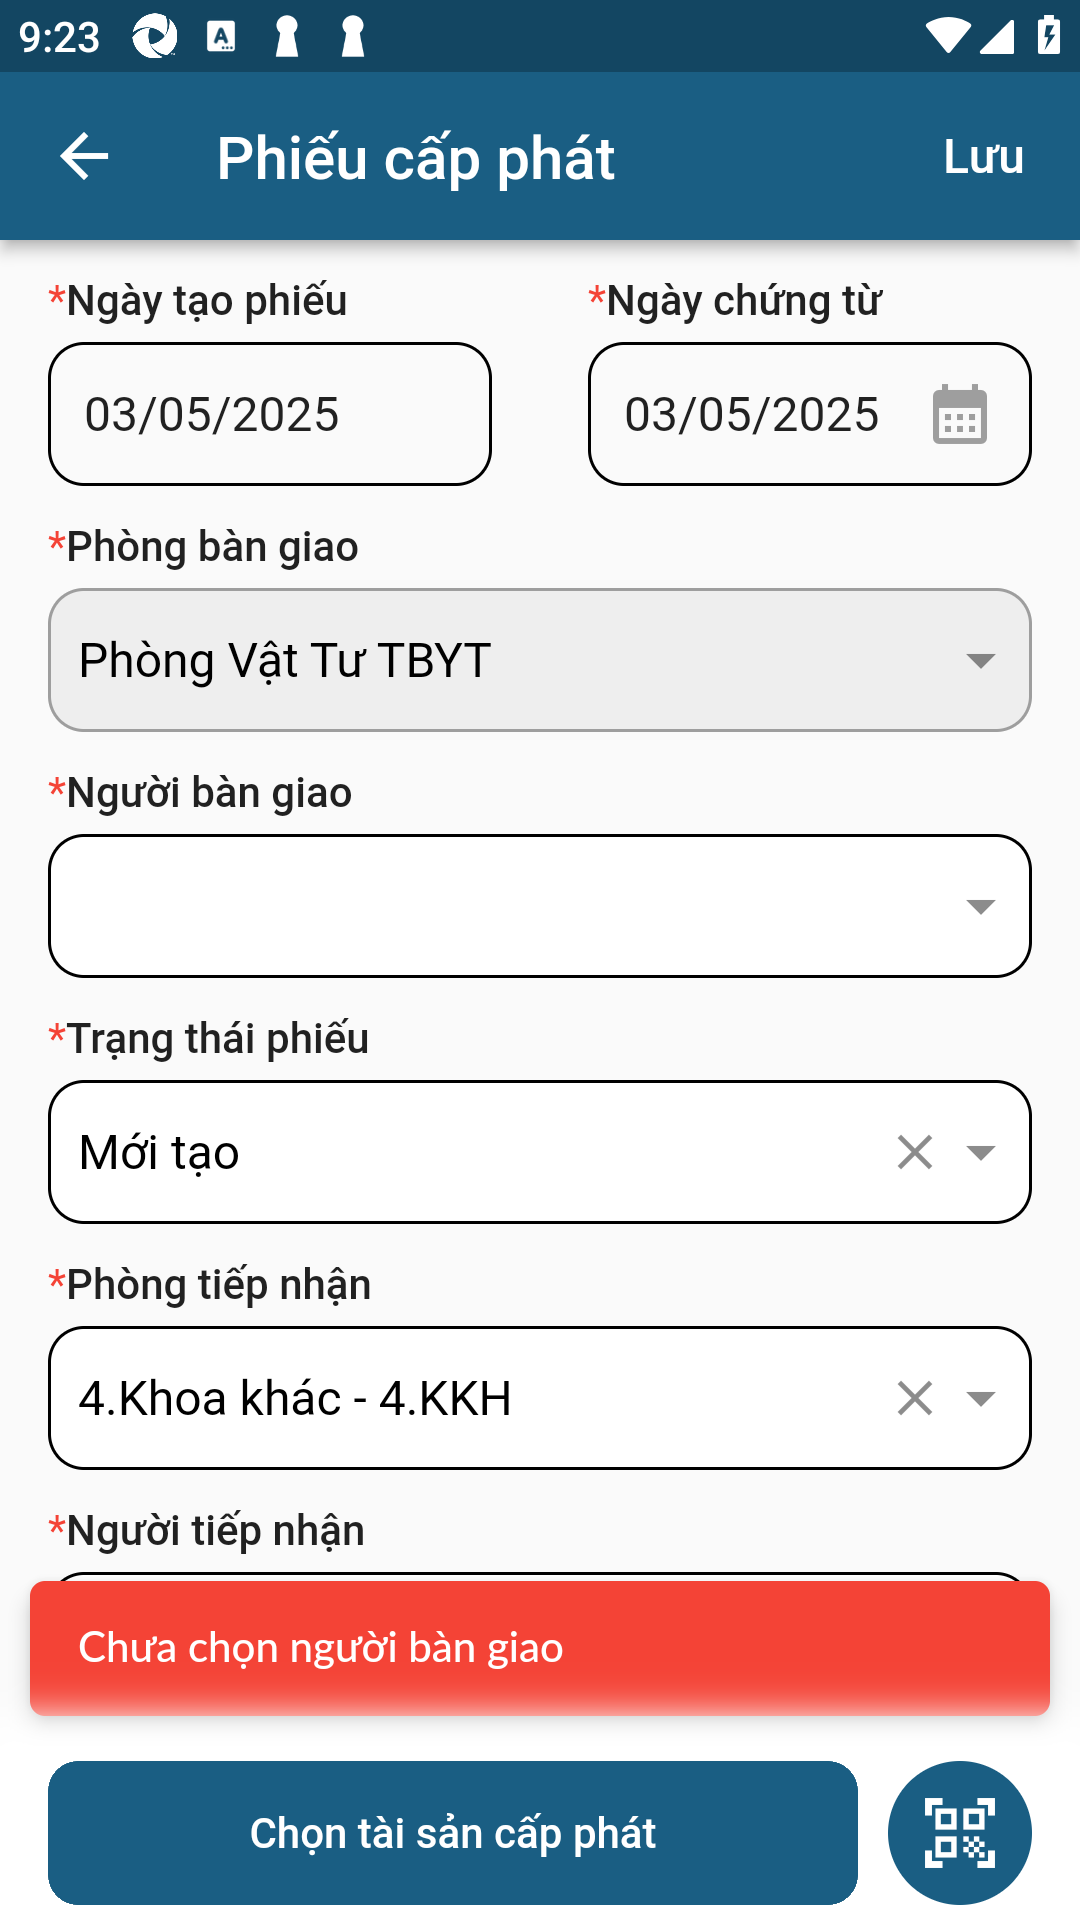 9:23
Phiếu cấp phát
Lưu
*Ngày tạo phiếu
*Ngày chứng từ
03/05/2025
03/05/2025
*Phòng bàn giao
Phòng Vật Tư TBYT
*Người bàn giao
*Trạng thái phiếu
Mới tạo
*Phòng tiếp nhận
4.Khoa khác - 4.KKH
*Người tiếp nhận
Chưa chọn người bàn giao
Chọn tài sản cấp phát